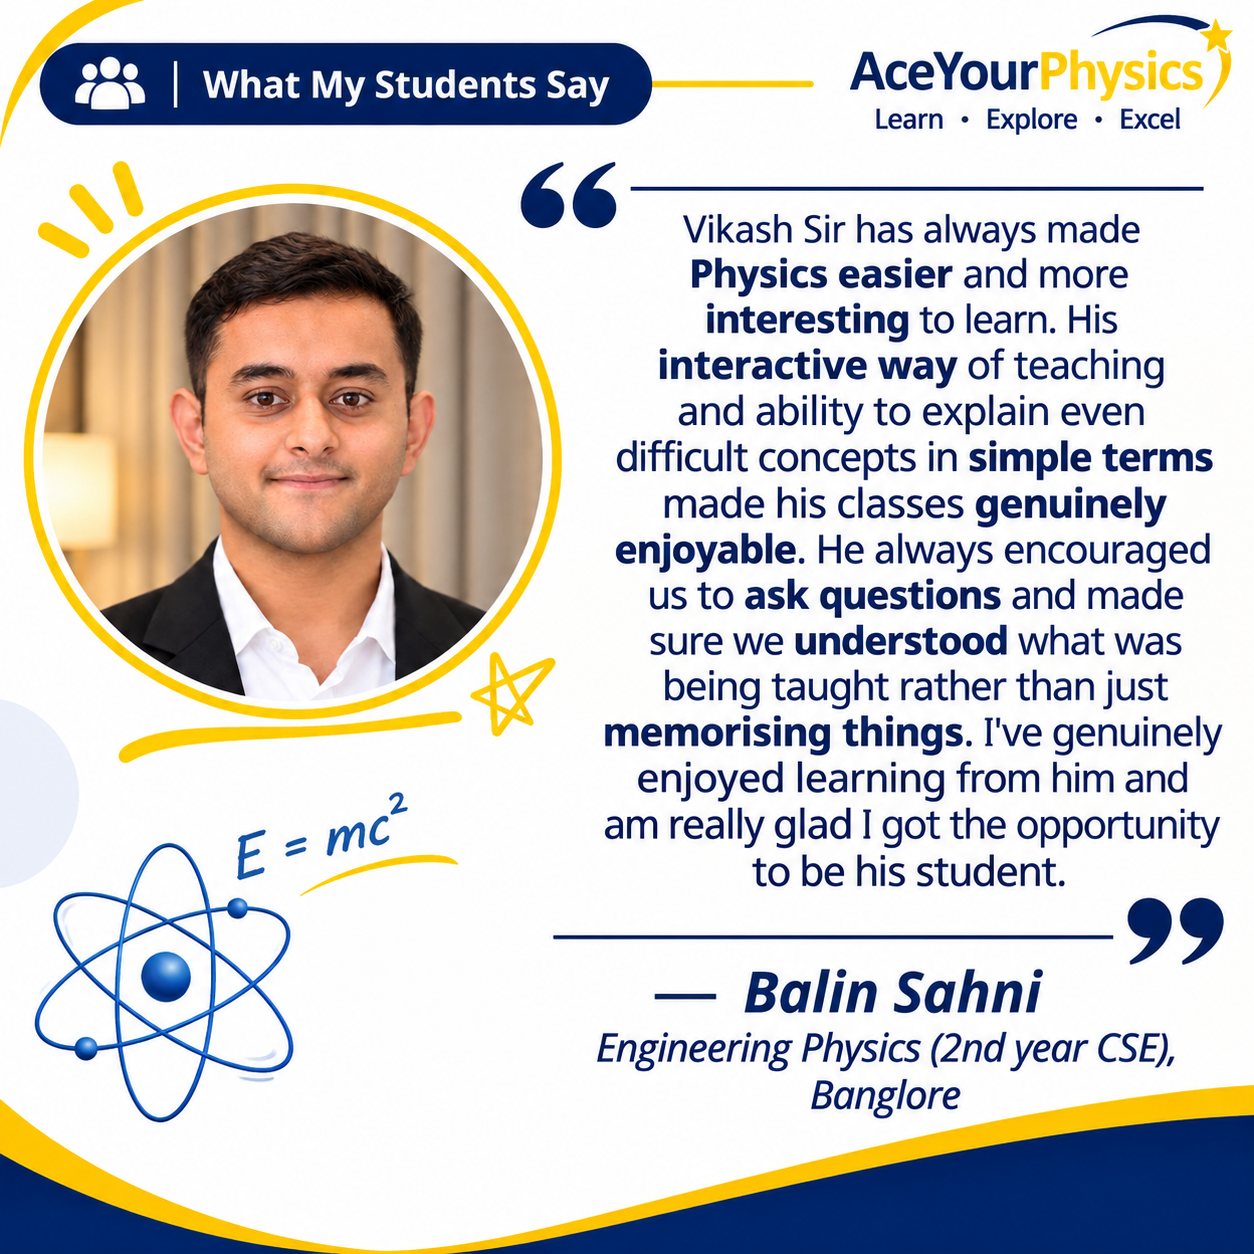 What My Students Say
AceYourPhysics
Learn • Explore • Excel
“
Vikash Sir has always made
Physics easier and more
interesting to learn. His
interactive way of teaching
and ability to explain even
difficult concepts in simple terms
made his classes genuinely
enjoyable. He always encouraged
us to ask questions and made
sure we understood what was
being taught rather than just
memorising things. I've genuinely
enjoyed learning from him and
am really glad I got the opportunity
to be his student.
”
— Balin Sahni
Engineering Physics (2nd year CSE),
Banglore
E = mc²